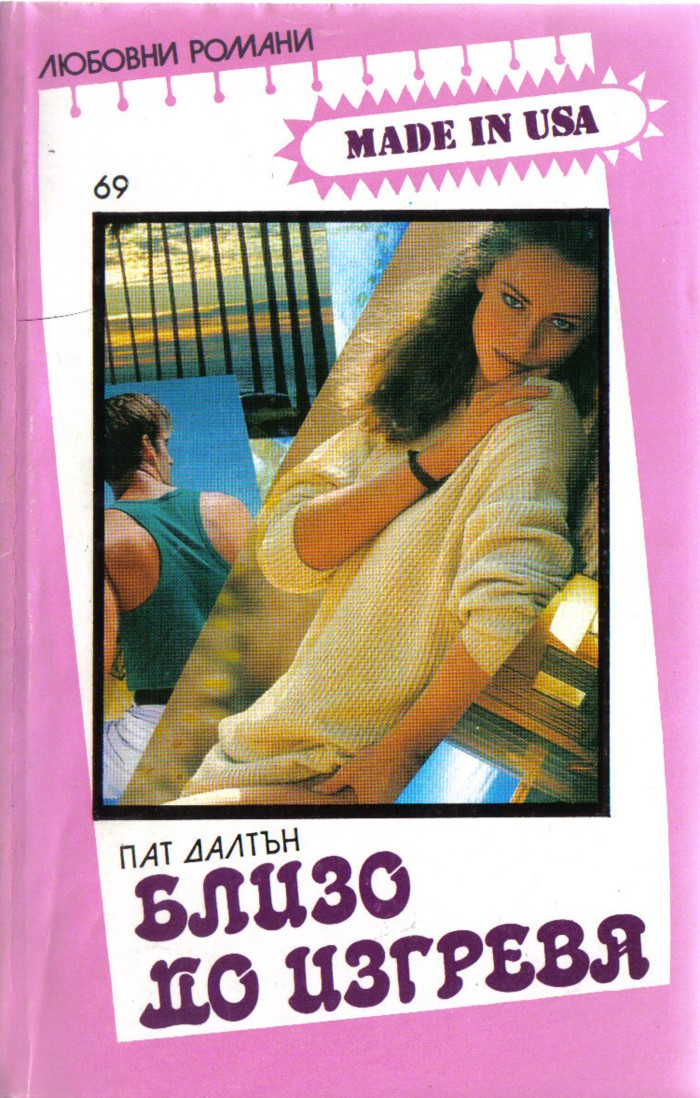 ЛЮБОВНИ РОМАНИ
MADE IN USA
69
ПАТ ДАЛТЪН
БЛИЗО
ДО ИЗГРЕВА